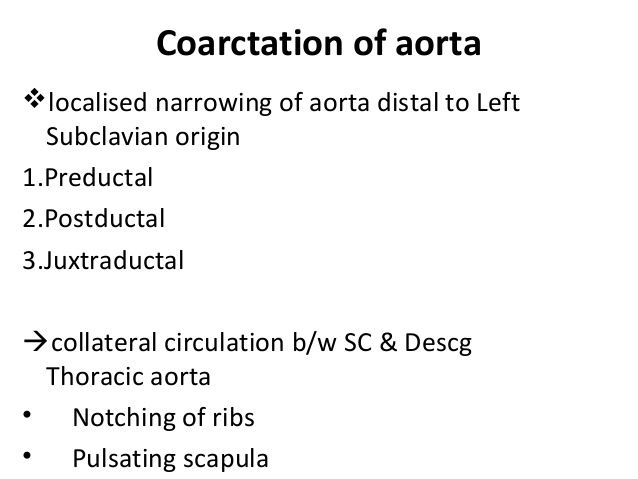 Coarctation of aorta
❖localised narrowing of aorta distal to Left
Subclavian origin
1.Preductal
2.Postductal
3.Juxtraductal
→collateral circulation b/w SC & Descg
Thoracic aorta
• Notching of ribs
• Pulsating scapula